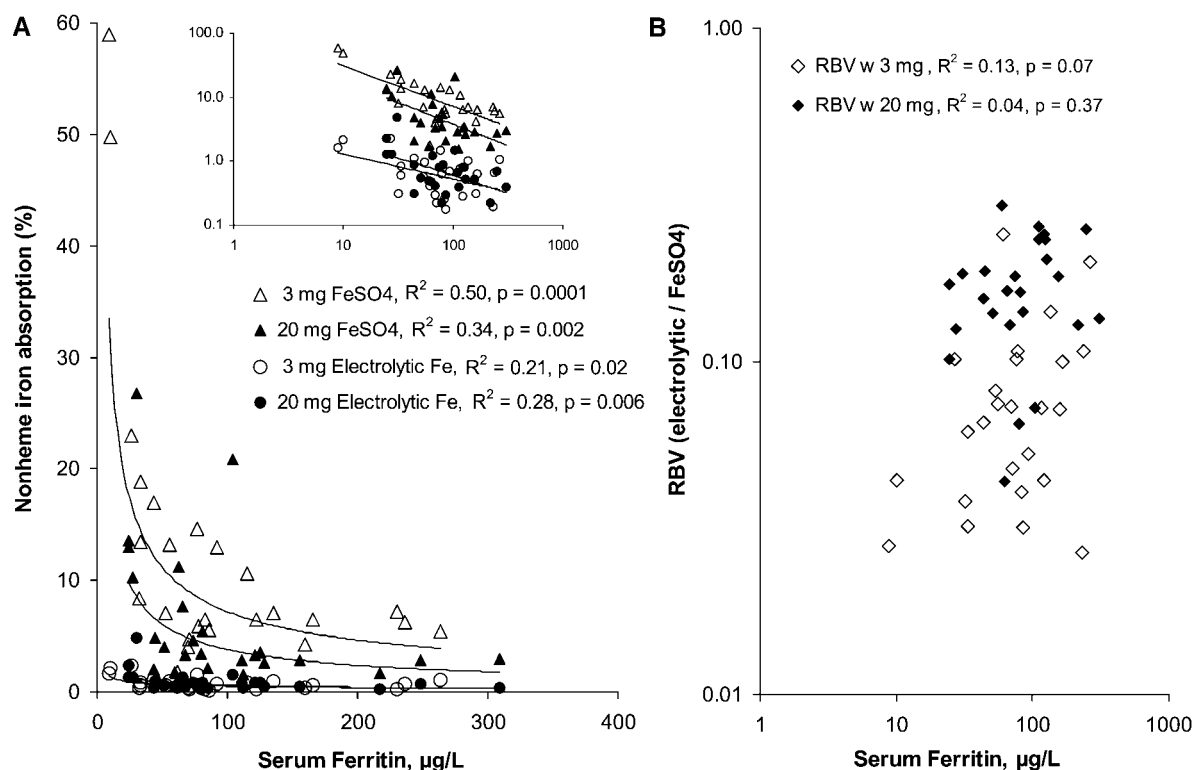 A
Nonheme iron absorption (%)
60
50
40
30
20
10
0
0
100
200
300
400
Serum Ferritin, µg/L
100.0
10.0
1.0
0.1
1
10
100
1000
3 mg FeSO4, R² = 0.50, p = 0.0001
20 mg FeSO4, R² = 0.34, p = 0.002
3 mg Electrolytic Fe, R² = 0.21, p = 0.02
20 mg Electrolytic Fe, R² = 0.28, p = 0.006
B
RBV (electrolytic / FeSO4)
1.00
0.10
0.01
1
10
100
1000
Serum Ferritin, µg/L
RBV w 3 mg , R² = 0.13, p = 0.07
RBV w 20 mg , R² = 0.04, p = 0.37